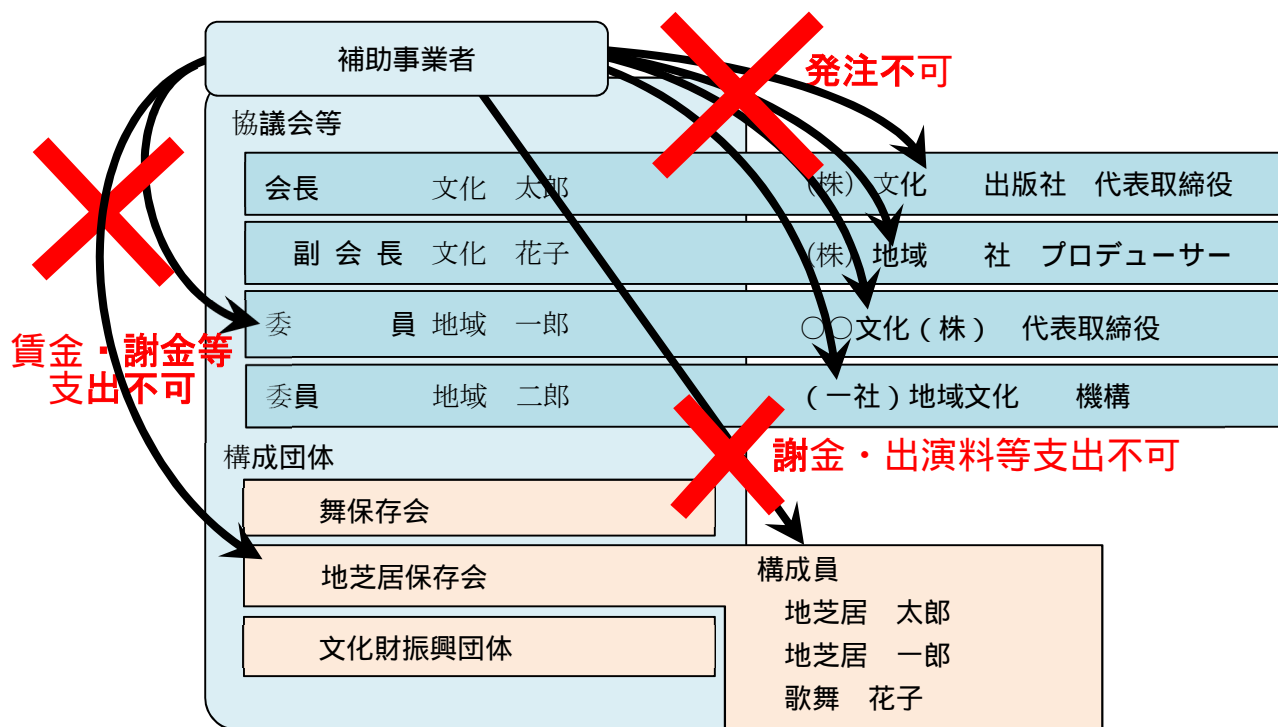 補助事業者
発注不可
協議会等
会長 文化 太郎 （株）文化 出版社 代表取締役
副会長 文化 花子 （株）地域 社 プロデューサー
委 員 地域 一郎 〇〇文化（株） 代表取締役
委員 地域 二郎 （一社）地域文化 機構
賃金・謝金等
支出不可
構成団体
謝金・出演料等支出不可
舞保存会
地芝居保存会
文化財振興団体
構成員
地芝居 太郎
地芝居 一郎
歌舞 花子